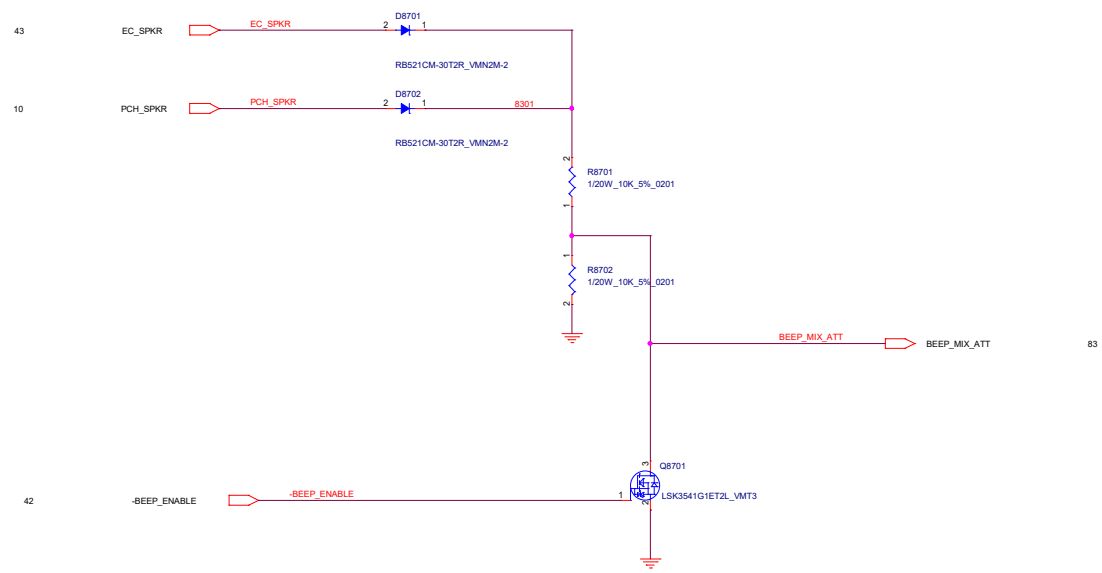 D8701
43 EC_SPKR EC_SPKR 2 1
RB521CM-30T2R_VMN2M-2
D8702
10 PCH_SPKR PCH_SPKR 2 1 8301
RB521CM-30T2R_VMN2M-2
2
R8701
1/20W_10K_5%_0201
1
1
R8702
1/20W_10K_5%_0201
2
BEEP_MIX_ATT BEEP_MIX_ATT 83
3 Q8701
42 -BEEP_ENABLE -BEEP_ENABLE 1 LSK3541G1ET2L_VMT3
2